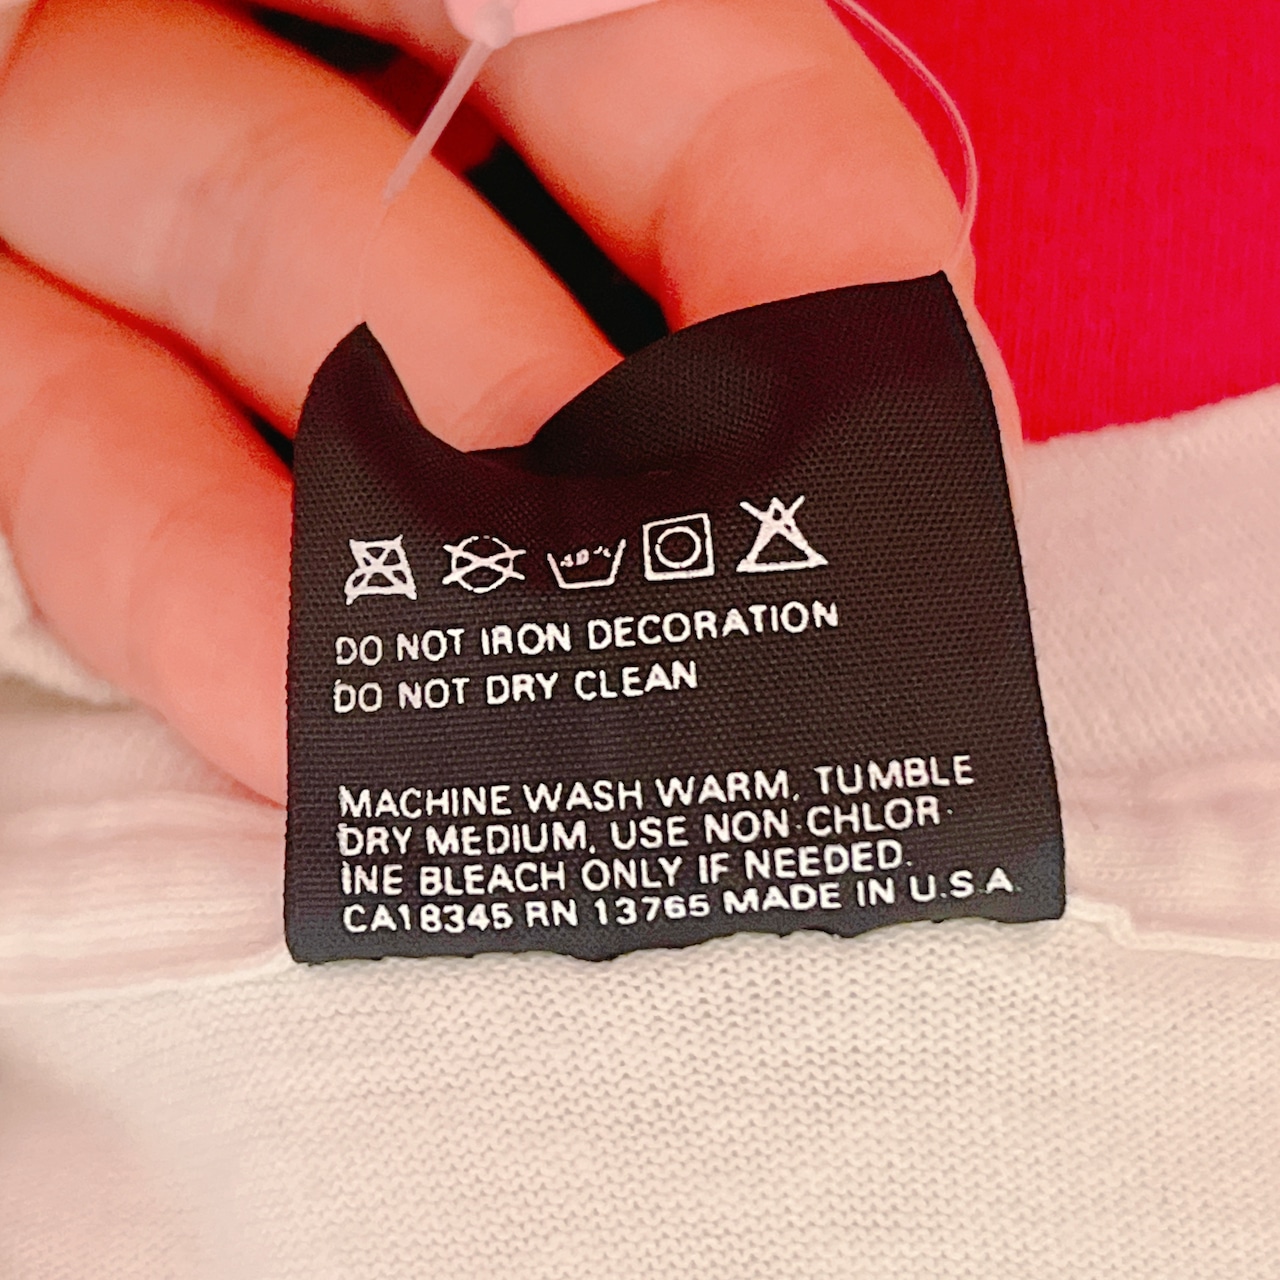 DO NOT IRON DECORATION
DO NOT DRY CLEAN
MACHINE WASH WARM, TUMBLE
DRY MEDIUM, USE NON-CHLOR-
INE BLEACH ONLY IF NEEDED.
CA18345 RN 13765 MADE IN U.S.A.